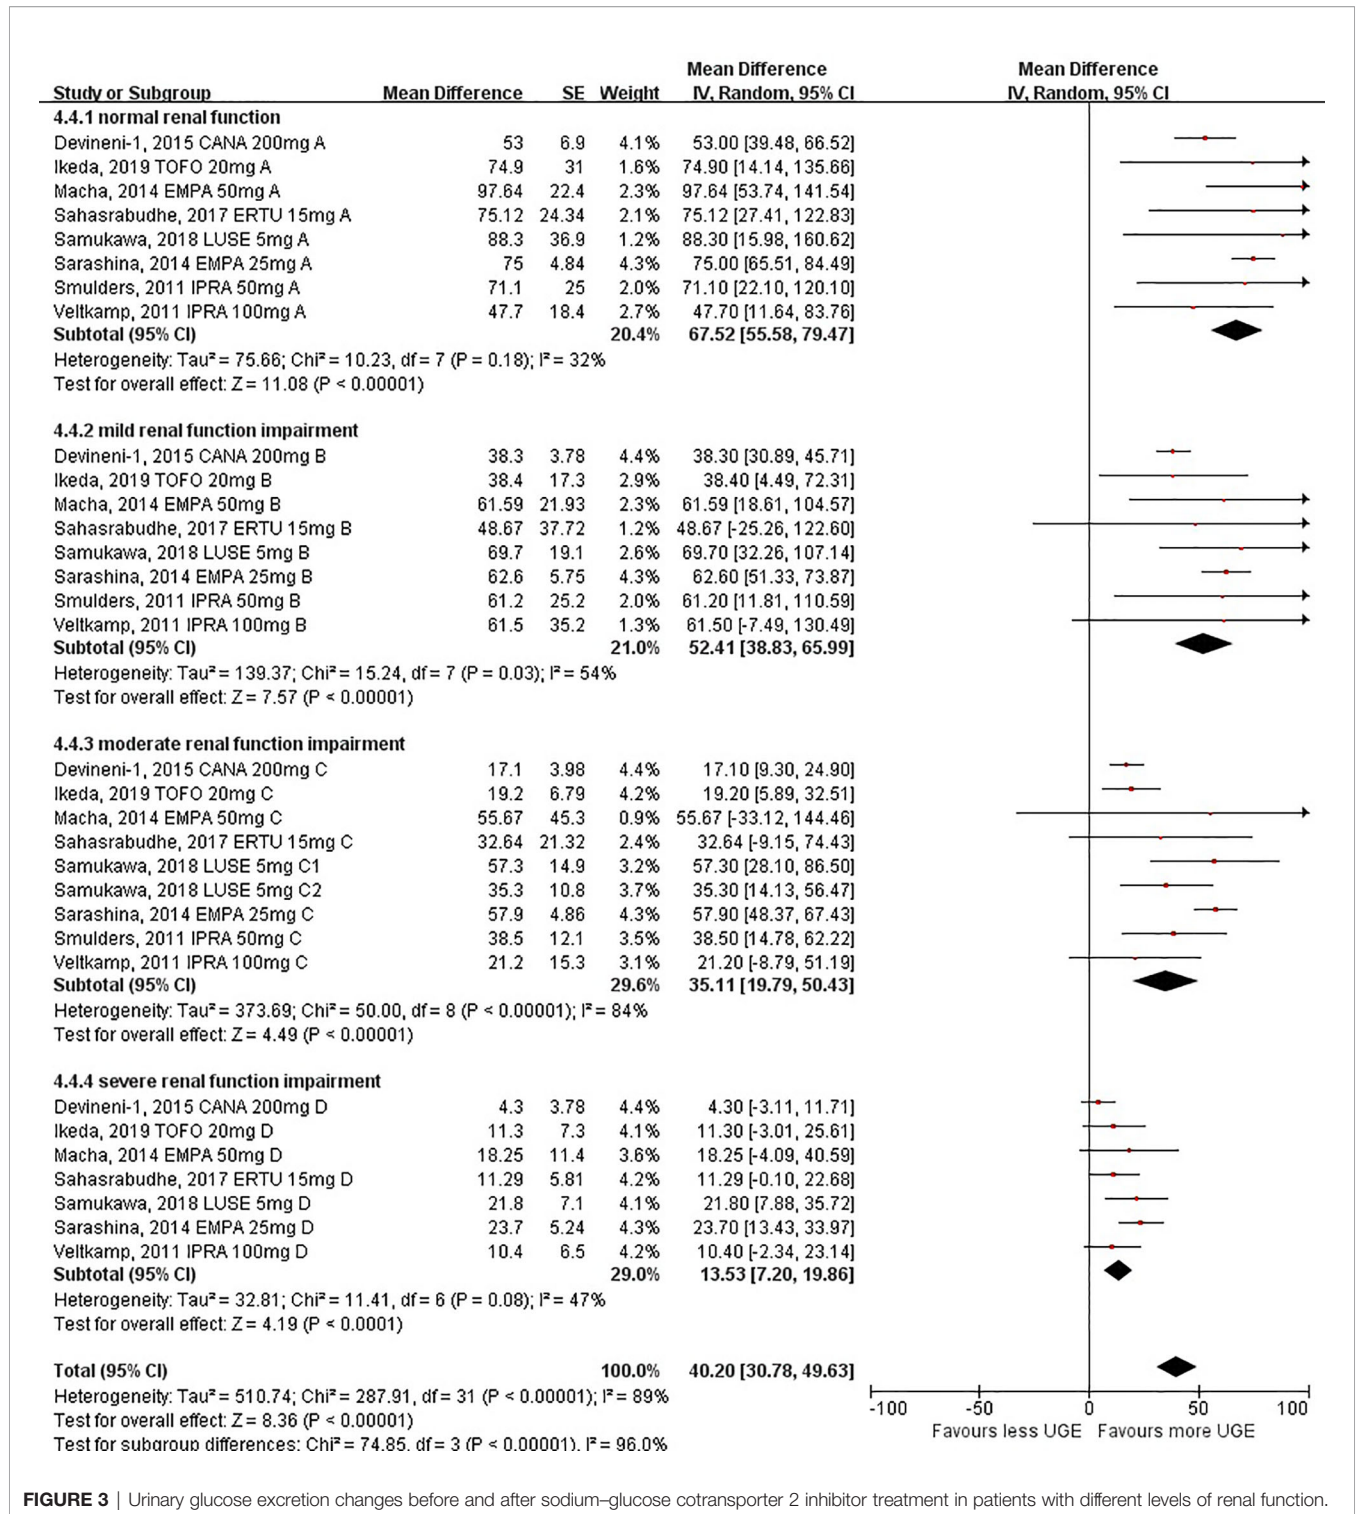 Mean Difference Mean Difference
Study or Subgroup Mean Difference SE Weight IV, Random, 95% CI IV, Random, 95% CI
4.4.1 normal renal function
Devineni-1, 2015 CANA 200mg A 53 6.9 4.1% 53.00 [39.48, 66.52]
Ikeda, 2019 TOFO 20mg A 74.9 31 1.6% 74.90 [14.14, 135.66]
Macha, 2014 EMPA 50mg A 97.64 22.4 2.3% 97.64 [53.74, 141.54]
Sahasrabudhe, 2017 ERTU 15mg A 75.12 24.34 2.1% 75.12 [27.41, 122.83]
Samukawa, 2018 LUSE 5mg A 88.3 36.9 1.2% 88.30 [15.98, 160.62]
Sarashina, 2014 EMPA 25mg A 75 4.84 4.3% 75.00 [65.51, 84.49]
Smulders, 2011 IPRA 50mg A 71.1 25 2.0% 71.10 [22.10, 120.10]
Veltkamp, 2011 IPRA 100mg A 47.7 18.4 2.7% 47.70 [11.64, 83.76]
Subtotal (95% CI) 20.4% 67.52 [55.58, 79.47]
Heterogeneity: Tau² = 75.66; Chi² = 10.23, df = 7 (P = 0.18); I² = 32%
Test for overall effect: Z = 11.08 (P < 0.00001)
4.4.2 mild renal function impairment
Devineni-1, 2015 CANA 200mg B 38.3 3.78 4.4% 38.30 [30.89, 45.71]
Ikeda, 2019 TOFO 20mg B 38.4 17.3 2.9% 38.40 [4.49, 72.31]
Macha, 2014 EMPA 50mg B 61.59 21.93 2.3% 61.59 [18.61, 104.57]
Sahasrabudhe, 2017 ERTU 15mg B 48.67 37.72 1.2% 48.67 [-25.26, 122.60]
Samukawa, 2018 LUSE 5mg B 69.7 19.1 2.6% 69.70 [32.26, 107.14]
Sarashina, 2014 EMPA 25mg B 62.6 5.75 4.3% 62.60 [51.33, 73.87]
Smulders, 2011 IPRA 50mg B 61.2 25.2 2.0% 61.20 [11.81, 110.59]
Veltkamp, 2011 IPRA 100mg B 61.5 35.2 1.3% 61.50 [-7.49, 130.49]
Subtotal (95% CI) 21.0% 52.41 [38.83, 65.99]
Heterogeneity: Tau² = 139.37; Chi² = 15.24, df = 7 (P = 0.03); I² = 54%
Test for overall effect: Z = 7.57 (P < 0.00001)
4.4.3 moderate renal function impairment
Devineni-1, 2015 CANA 200mg C 17.1 3.98 4.4% 17.10 [9.30, 24.90]
Ikeda, 2019 TOFO 20mg C 19.2 6.79 4.2% 19.20 [5.89, 32.51]
Macha, 2014 EMPA 50mg C 55.67 45.3 0.9% 55.67 [-33.12, 144.46]
Sahasrabudhe, 2017 ERTU 15mg C 32.64 21.32 2.4% 32.64 [-9.15, 74.43]
Samukawa, 2018 LUSE 5mg C1 57.3 14.9 3.2% 57.30 [28.10, 86.50]
Samukawa, 2018 LUSE 5mg C2 35.3 10.8 3.7% 35.30 [14.13, 56.47]
Sarashina, 2014 EMPA 25mg C 57.9 4.86 4.3% 57.90 [48.37, 67.43]
Smulders, 2011 IPRA 50mg C 38.5 12.1 3.5% 38.50 [14.78, 62.22]
Veltkamp, 2011 IPRA 100mg C 21.2 15.3 3.1% 21.20 [-8.79, 51.19]
Subtotal (95% CI) 29.6% 35.11 [19.79, 50.43]
Heterogeneity: Tau² = 373.69; Chi² = 50.00, df = 8 (P < 0.00001); I² = 84%
Test for overall effect: Z = 4.49 (P < 0.00001)
4.4.4 severe renal function impairment
Devineni-1, 2015 CANA 200mg D 4.3 3.78 4.4% 4.30 [-3.11, 11.71]
Ikeda, 2019 TOFO 20mg D 11.3 7.3 4.1% 11.30 [-3.01, 25.61]
Macha, 2014 EMPA 50mg D 18.25 11.4 3.6% 18.25 [-4.09, 40.59]
Sahasrabudhe, 2017 ERTU 15mg D 11.29 5.81 4.2% 11.29 [-0.10, 22.68]
Samukawa, 2018 LUSE 5mg D 21.8 7.1 4.1% 21.80 [7.88, 35.72]
Sarashina, 2014 EMPA 25mg D 23.7 5.24 4.3% 23.70 [13.43, 33.97]
Veltkamp, 2011 IPRA 100mg D 10.4 6.5 4.2% 10.40 [-2.34, 23.14]
Subtotal (95% CI) 29.0% 13.53 [7.20, 19.86]
Heterogeneity: Tau² = 32.81; Chi² = 11.41, df = 6 (P = 0.08); I² = 47%
Test for overall effect: Z = 4.19 (P < 0.0001)
Total (95% CI) 100.0% 40.20 [30.78, 49.63]
Heterogeneity: Tau² = 510.74; Chi² = 287.91, df = 31 (P < 0.00001); I² = 89%
Test for overall effect: Z = 8.36 (P < 0.00001)
Test for subgroup differences: Chi² = 74.85, df = 3 (P < 0.00001), I² = 96.0%
-100 -50 0 50 100
Favours less UGE Favours more UGE
FIGURE 3 | Urinary glucose excretion changes before and after sodium–glucose cotransporter 2 inhibitor treatment in patients with different levels of renal function.